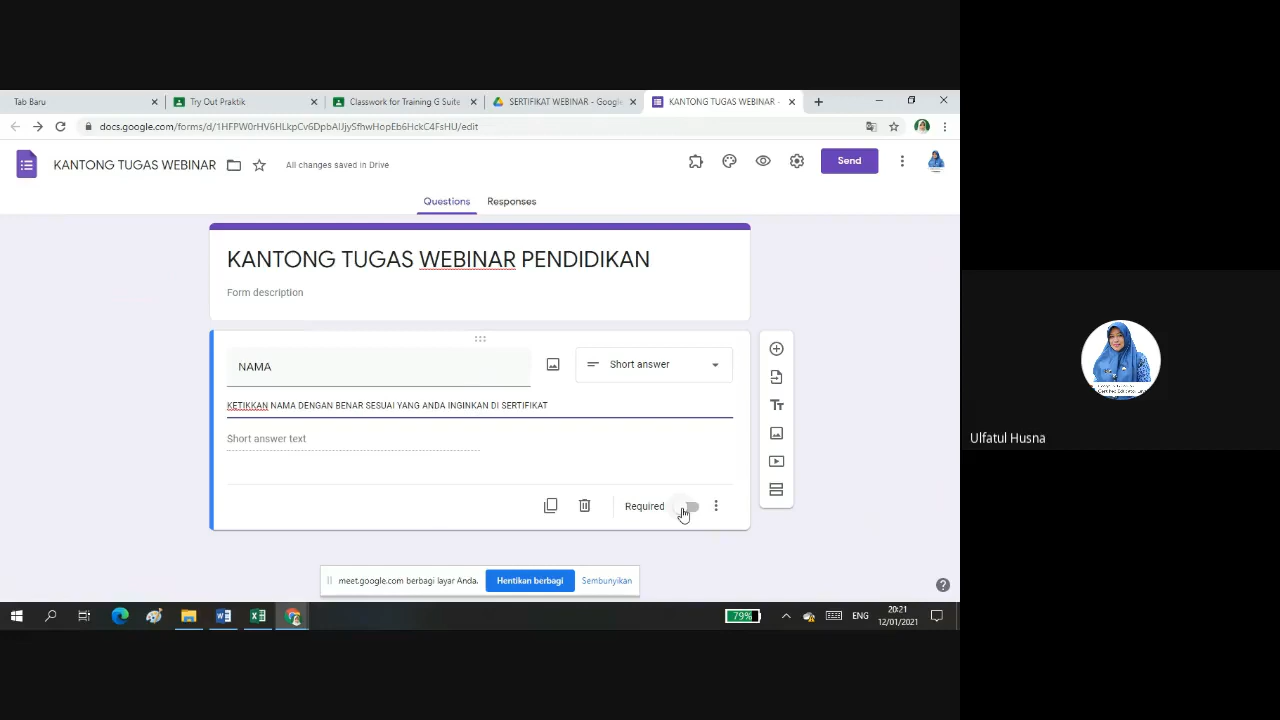 Tab Baru
Try Out Praktik
Classwork for Training G Suite
SERTIFIKAT WEBINAR - Google
KANTONG TUGAS WEBINAR -
docs.google.com/forms/d/1HFPW0rHV6HLkpCv6DpbAlJjySfhwHopEb6HckC4FsHU/edit
KANTONG TUGAS WEBINAR
All changes saved in Drive
Send
Questions
Responses
KANTONG TUGAS WEBINAR PENDIDIKAN
Form description
NAMA
Short answer
KETIKKAN NAMA DENGAN BENAR SESUAI YANG ANDA INGINKAN DI SERTIFIKAT
Short answer text
Ulfatul Husna
Required
meet.google.com berbagi layar Anda.
Hentikan berbagi
Sembunyikan
79%
ENG
20:21
12/01/2021